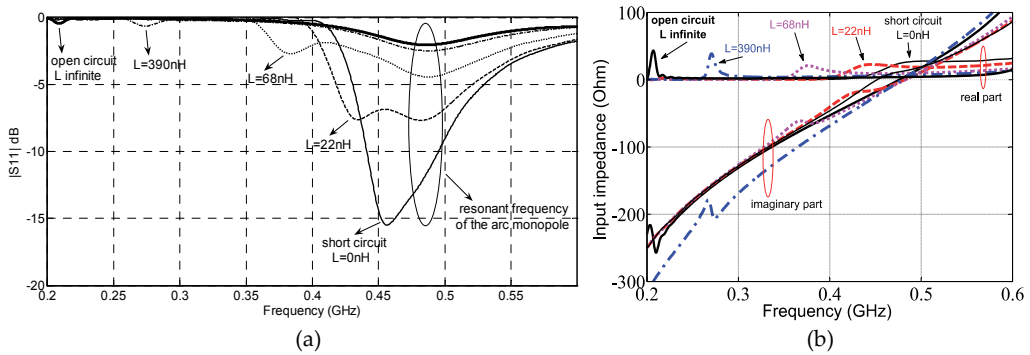 0
-5
-10
-15
-20
|S11| dB
0.2
0.25
0.3
0.35
0.4
0.45
0.5
0.55
Frequency (GHz)
open circuit
L infinite
L=390nH
L=68nH
L=22nH
short circuit
L=0nH
resonant frequency
of the arc monopole
(a)
100
0
-100
-200
-300
Input impedance (Ohm)
0.2
0.3
0.4
0.5
0.6
Frequency (GHz)
open circuit
L infinite
L=390nH
L=68nH
L=22nH
short circuit
L=0nH
real part
imaginary part
(b)